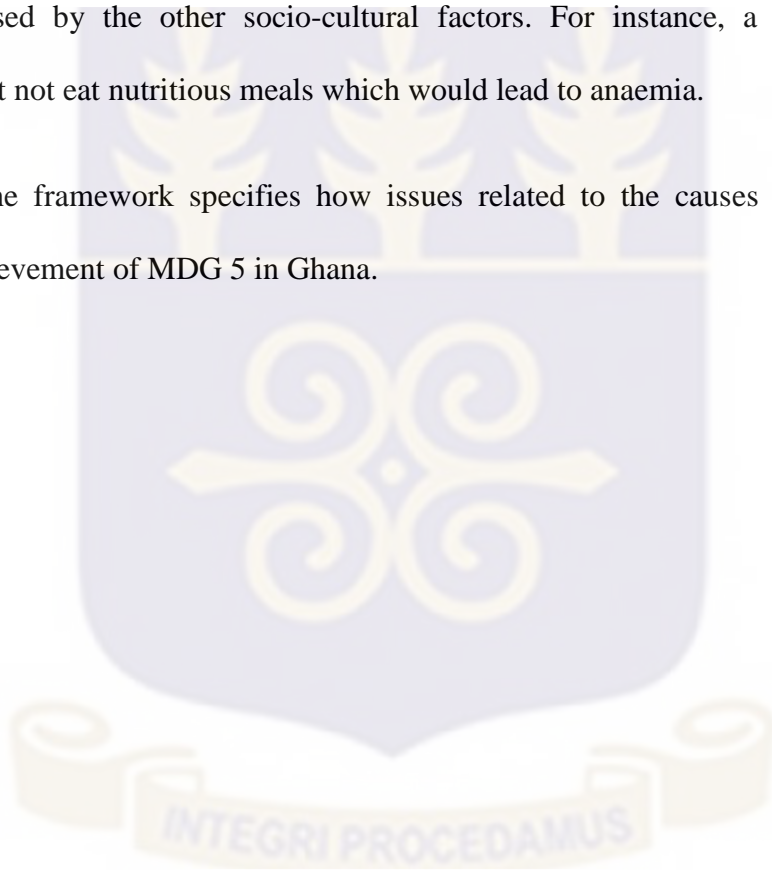 sed by the other socio-cultural factors. For instance, a
t not eat nutritious meals which would lead to anaemia.
ne framework specifies how issues related to the causes
evement of MDG 5 in Ghana.
INTEGRI PROCEDAMUS